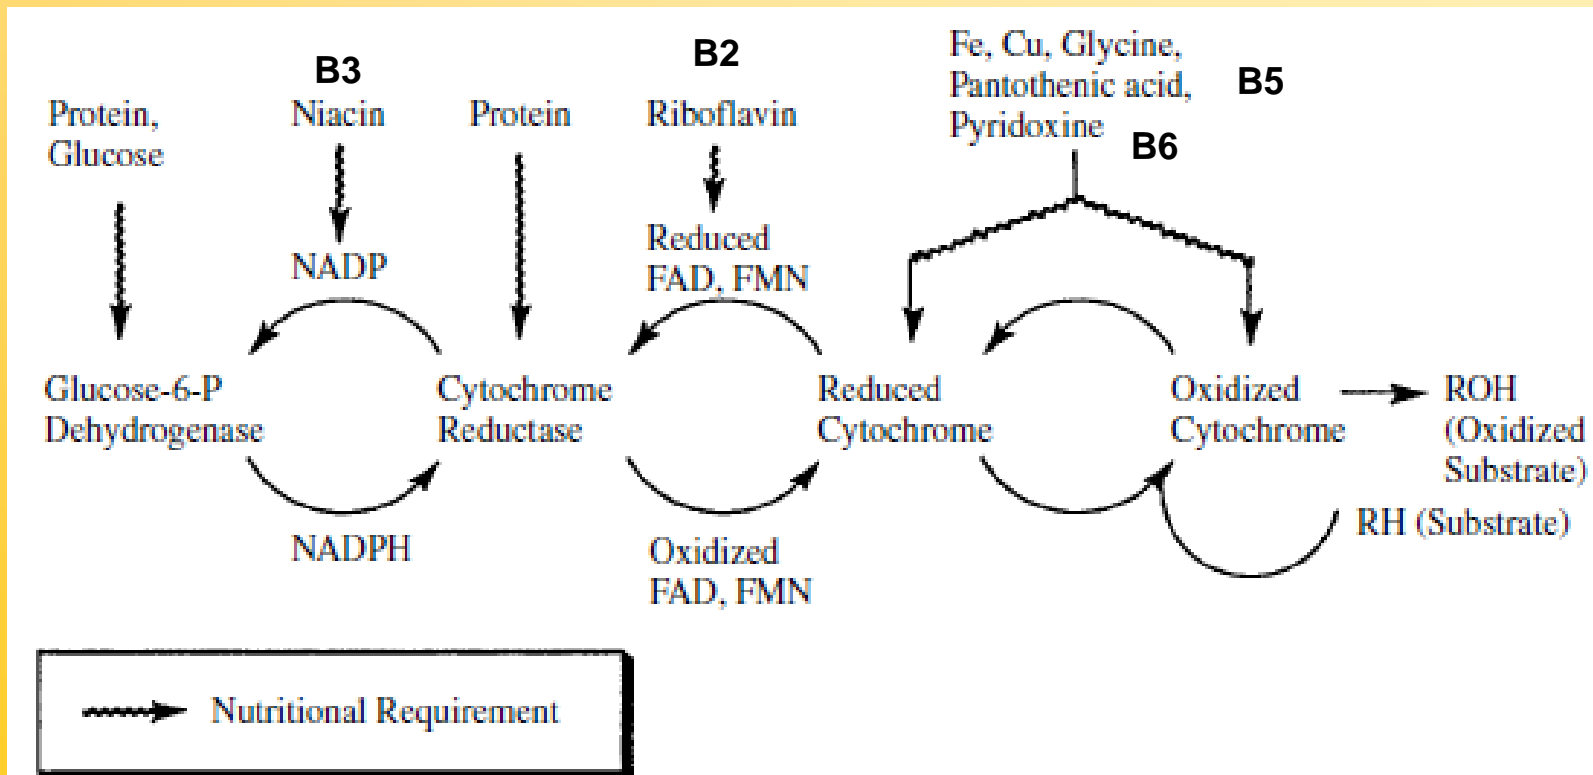 B3
B2
Fe, Cu, Glycine,
Pantothenic acid,
Pyridoxine
B5
B6
Protein,
Glucose
Niacin
Protein
Riboflavin
NADP
Reduced
FAD, FMN
Glucose-6-P
Dehydrogenase
Cytochrome
Reductase
Reduced
Cytochrome
Oxidized
Cytochrome
ROH
(Oxidized
Substrate)
RH (Substrate)
NADPH
Oxidized
FAD, FMN
Nutritional Requirement